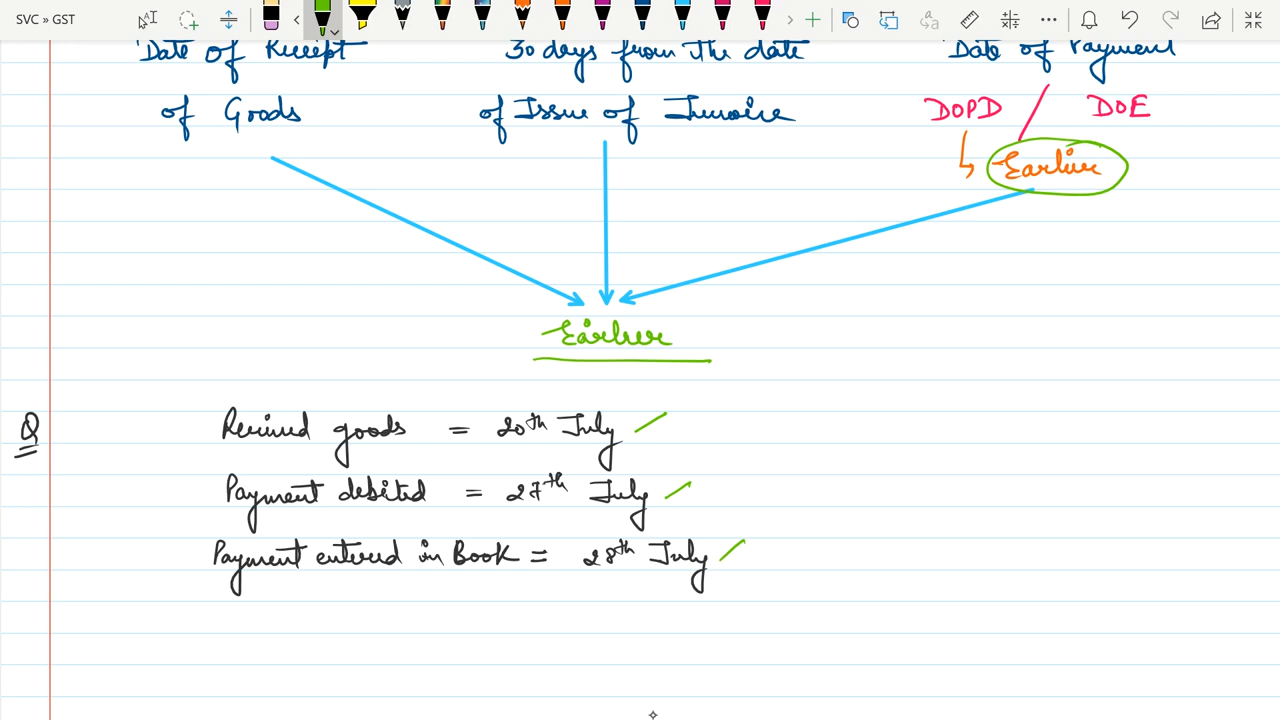 SVC » GST
Date of Receipt
of Goods
30 days from the date
of Issue of Invoice
Date of Payment
DOPD / DOE
Earlier
Earlier
Q
Received goods = 20th July
Payment debited = 27th July
Payment entered in Book = 28th July